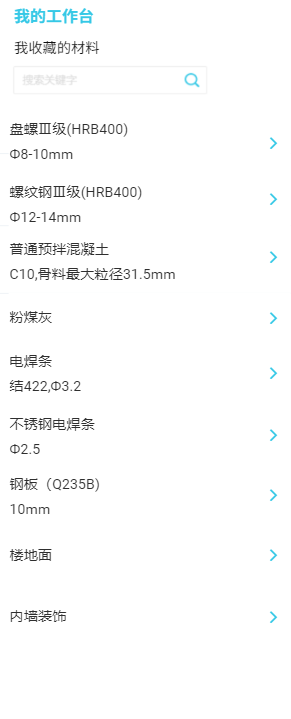 我的工作台
我收藏的材料
搜索关键字
盘螺Ⅲ级(HRB400)
Φ8-10mm
螺纹钢Ⅲ级(HRB400)
Φ12-14mm
普通预拌混凝土
C10,骨料最大粒径31.5mm
粉煤灰
电焊条
结422,Φ3.2
不锈钢电焊条
Φ2.5
钢板（Q235B)
10mm
楼地面
内墙装饰